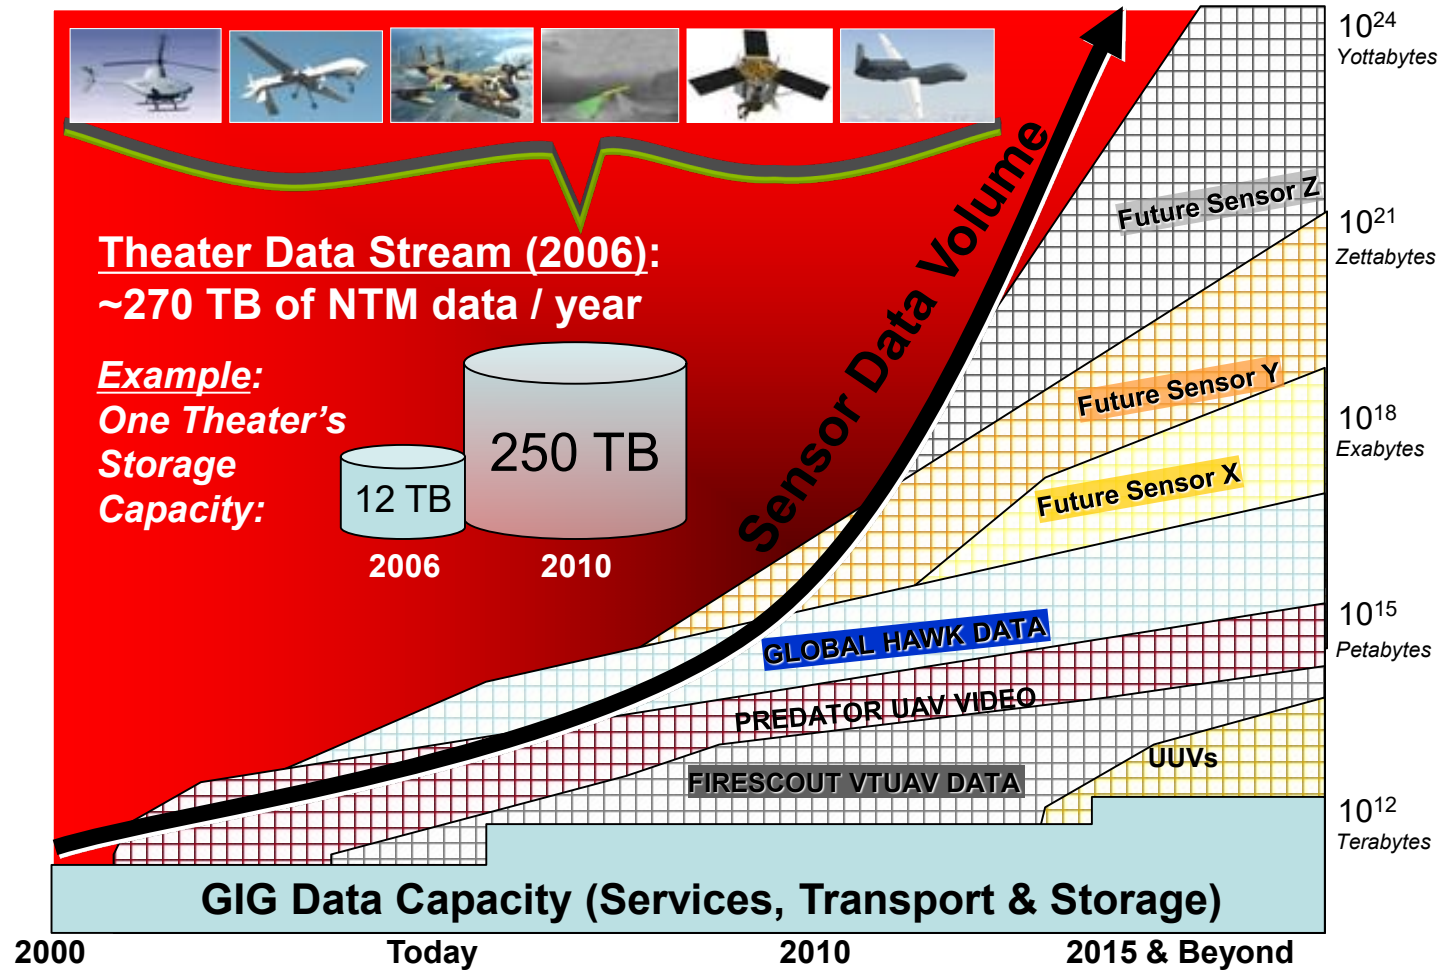 10^24
Yottabytes
Future Sensor Z
Sensor Data Volume
10^21
Zettabytes
Theater Data Stream (2006):
~270 TB of NTM data / year
Example:
One Theater’s
Storage
Capacity:
12 TB
250 TB
2006
2010
Future Sensor Y
10^18
Exabytes
Future Sensor X
GLOBAL HAWK DATA
10^15
Petabytes
PREDATOR UAV VIDEO
UUVs
FIRESCOUT VTUAV DATA
10^12
Terabytes
GIG Data Capacity (Services, Transport & Storage)
2000
Today
2010
2015 & Beyond